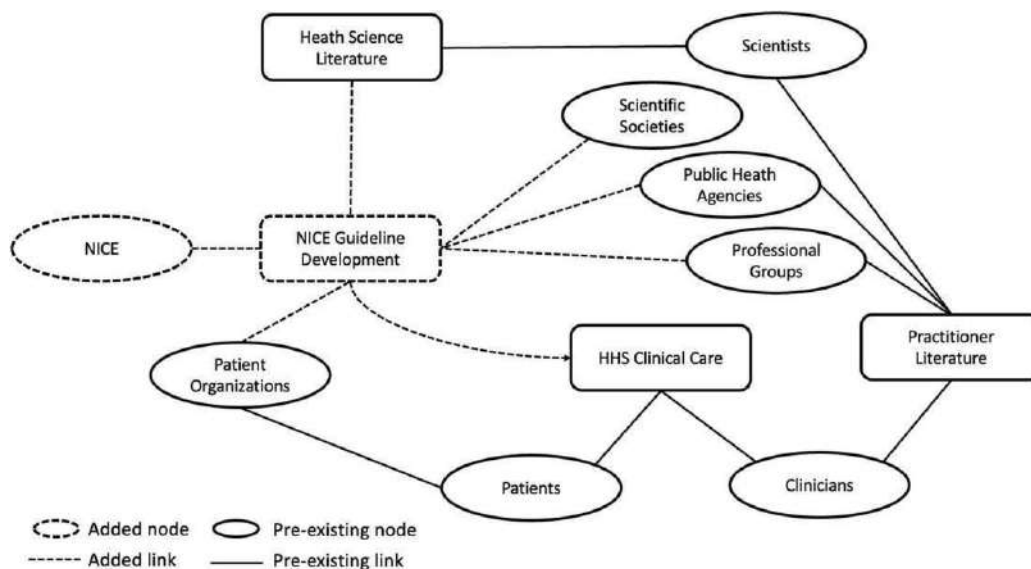 Heath Science
Literature
Scientists
Scientific
Societies
Public Heath
Agencies
NICE
NICE Guideline
Development
Professional
Groups
Practitioner
Literature
Patient
Organizations
HHS Clinical Care
Patients
Clinicians
Added node
Pre-existing node
Added link
Pre-existing link